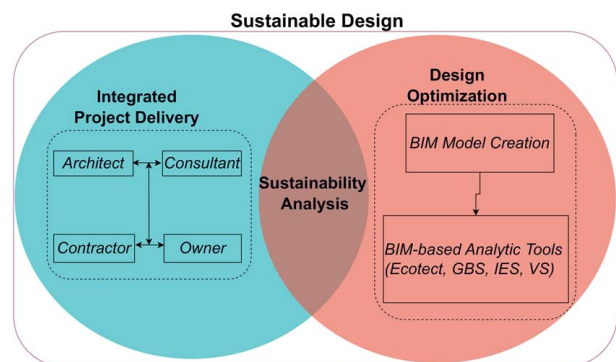 Sustainable Design
Integrated
Project Delivery
Architect
Consultant
Contractor
Owner
Sustainability
Analysis
Design
Optimization
BIM Model Creation
BIM-based Analytic Tools
(Ecotect, GBS, IES, VS)